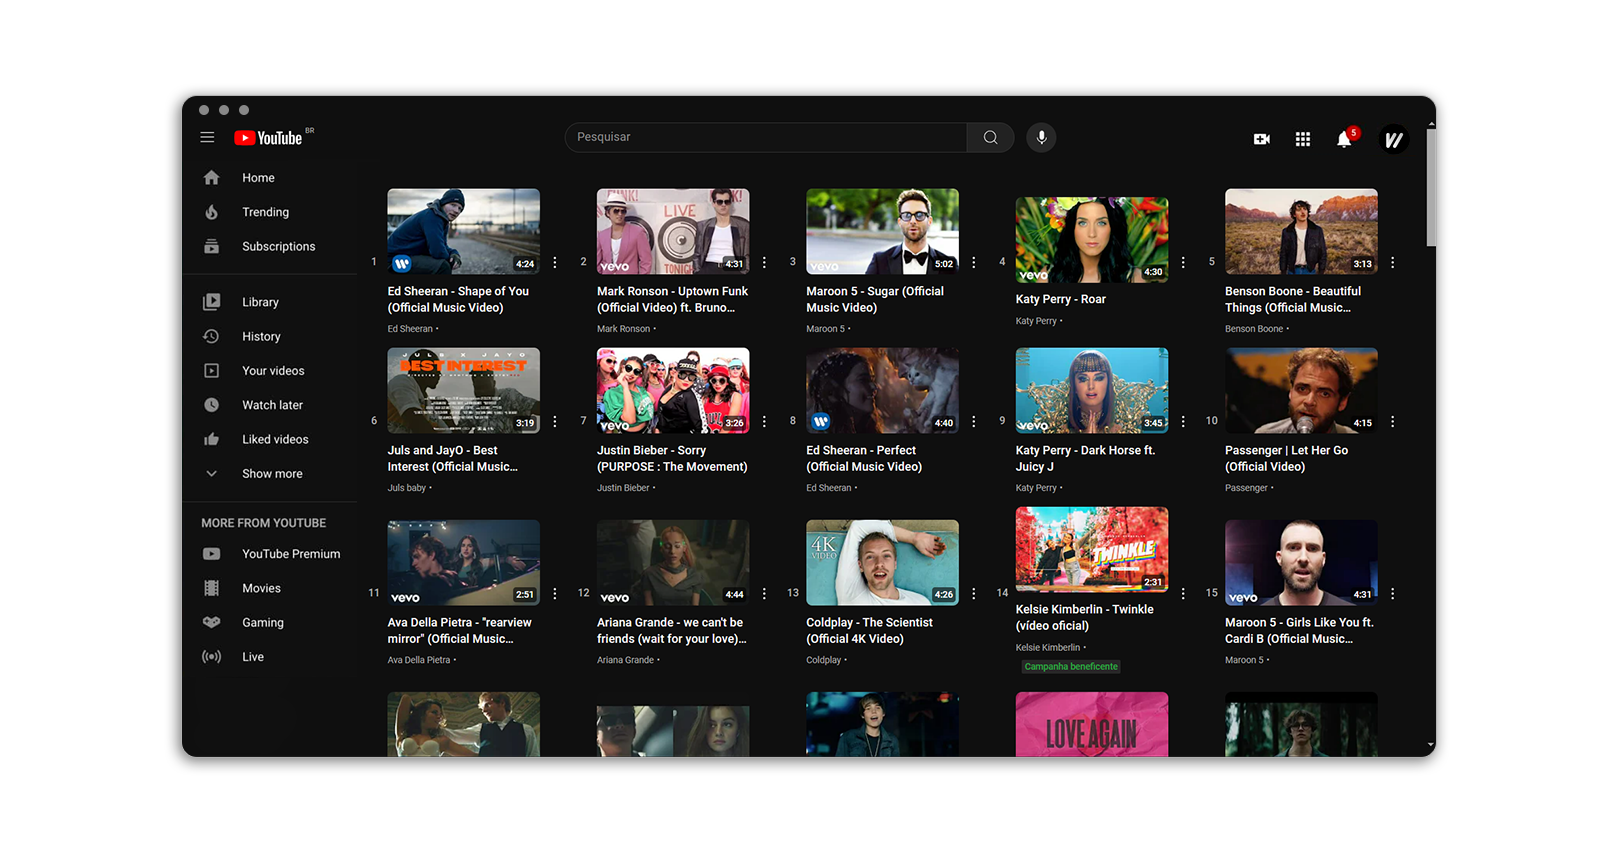 YouTube BR
Pesquisar
5
Home
Trending
Subscriptions
Library
History
Your videos
Watch later
Liked videos
Show more
MORE FROM YOUTUBE
YouTube Premium
Movies
Gaming
Live
1
4:24
Ed Sheeran - Shape of You
(Official Music Video)
Ed Sheeran •
2
LIVE
TONIGHT
vevo
4:31
Mark Ronson - Uptown Funk
(Official Video) ft. Bruno...
Mark Ronson •
3
vevo
5:02
Maroon 5 - Sugar (Official
Music Video)
Maroon 5 •
4
vevo
4:30
Katy Perry - Roar
Katy Perry •
5
3:13
Benson Boone - Beautiful
Things (Official Music...
Benson Boone •
6
JULS X JAYO
BEST INTEREST
3:19
Juls and JayO - Best
Interest (Official Music...
Juls baby •
7
vevo
3:26
Justin Bieber - Sorry
(PURPOSE : The Movement)
Justin Bieber •
8
4:40
Ed Sheeran - Perfect
(Official Music Video)
Ed Sheeran •
9
vevo
3:45
Katy Perry - Dark Horse ft.
Juicy J
Katy Perry •
10
4:15
Passenger | Let Her Go
(Official Video)
Passenger •
11
vevo
2:51
Ava Della Pietra - "rearview
mirror" (Official Music...
Ava Della Pietra •
12
vevo
4:44
Ariana Grande - we can't be
friends (wait for your love)...
Ariana Grande •
13
4K
VIDEO
4:26
Coldplay - The Scientist
(Official 4K Video)
Coldplay •
14
TWINKLE
2:31
Kelsie Kimberlin - Twinkle
(vídeo oficial)
Kelsie Kimberlin •
Campanha beneficente
15
vevo
4:31
Maroon 5 - Girls Like You ft.
Cardi B (Official Music...
Maroon 5 •
LOVE AGAIN